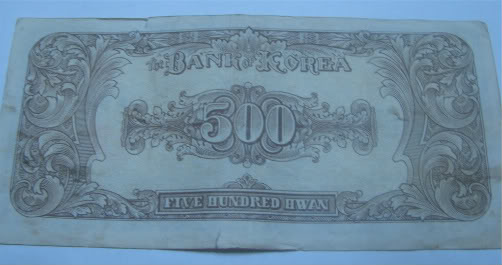 the BANK of KOREA
500
FIVE HUNDRED HWAN